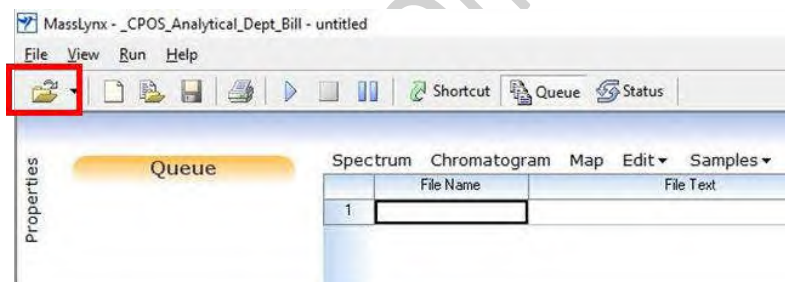 MassLynx - _CPOS_Analytical_Dept_Bill - untitled
File View Run Help
Shortcut Queue Status
Properties
Queue
Spectrum Chromatogram Map Edit Samples
File Name File Text
1